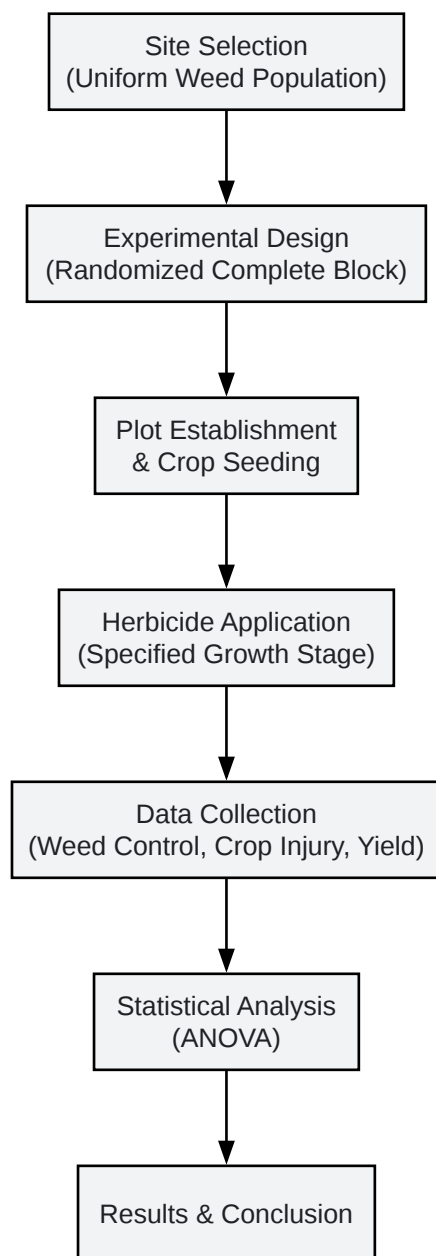 Site Selection
(Uniform Weed Population)
Experimental Design
(Randomized Complete Block)
Plot Establishment
& Crop Seeding
Herbicide Application
(Specified Growth Stage)
Data Collection
(Weed Control, Crop Injury, Yield)
Statistical Analysis
(ANOVA)
Results & Conclusion